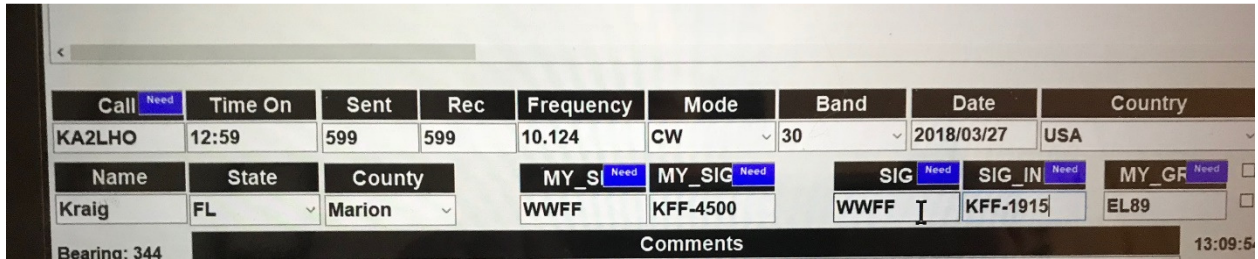 <
Call Need Time On Sent Rec Frequency Mode Band Date Country
KA2LHO 12:59 599 599 10.124 CW 30 2018/03/27 USA
Name State County MY_SI Need MY_SIG Need SIG Need SIG_IN Need MY_GR Need
Kraig FL Marion WWFF KFF-4500 WWFF KFF-1915 EL89
Bearing: 344 Comments 13:09:54